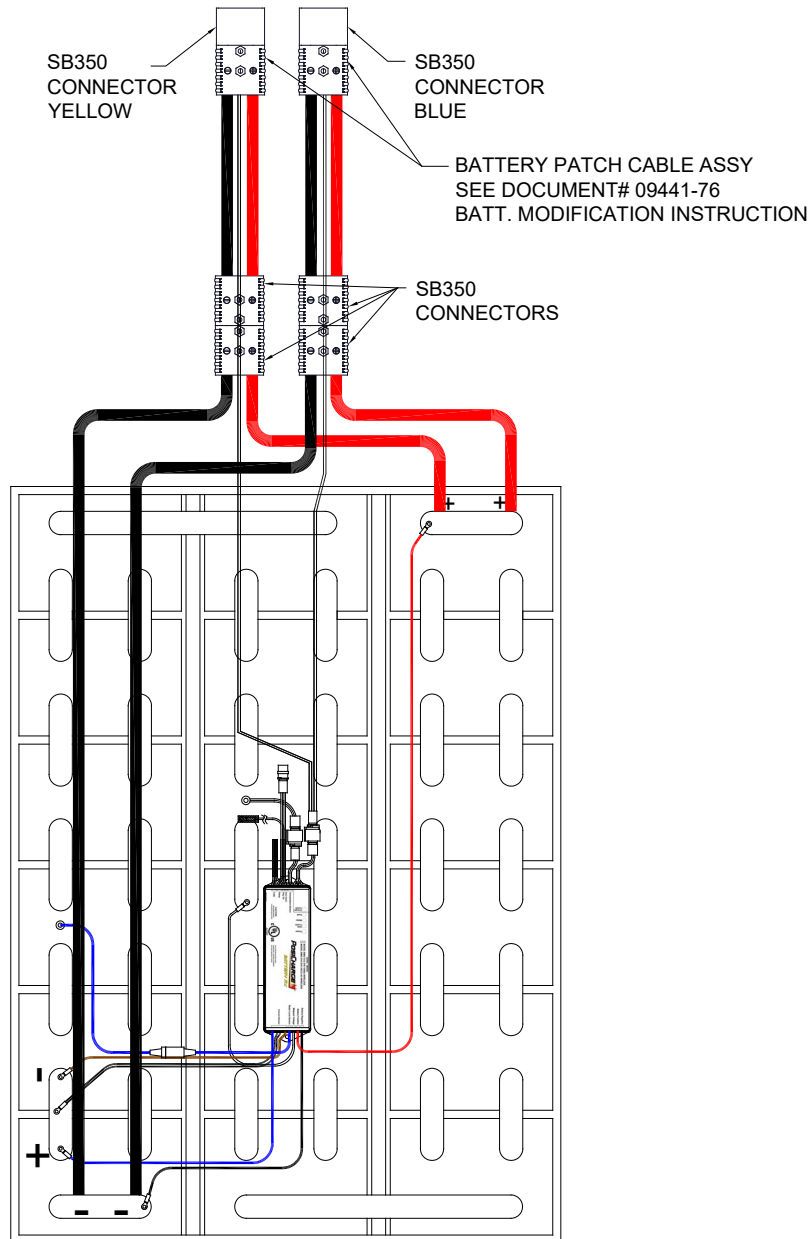 SB350
CONNECTOR
YELLOW
SB350
CONNECTOR
BLUE
BATTERY PATCH CABLE ASSY
SEE DOCUMENT# 09441-76
BATT. MODIFICATION INSTRUCTION
SB350
CONNECTORS
+ +
POSICHARGE
-
+
- -